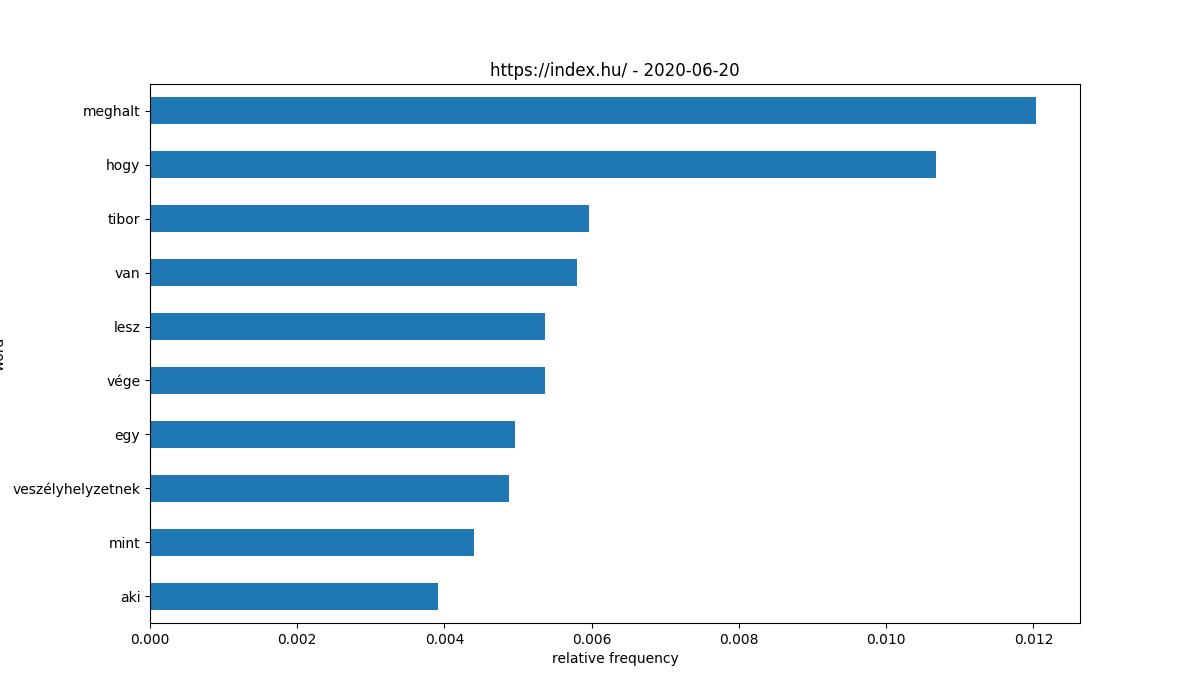 https://index.hu/ - 2020-06-20
meghalt
hogy
tibor
van
lesz
vége
egy
veszélyhelyzetnek
mint
aki
0.000 0.002 0.004 0.006 0.008 0.010 0.012
relative frequency